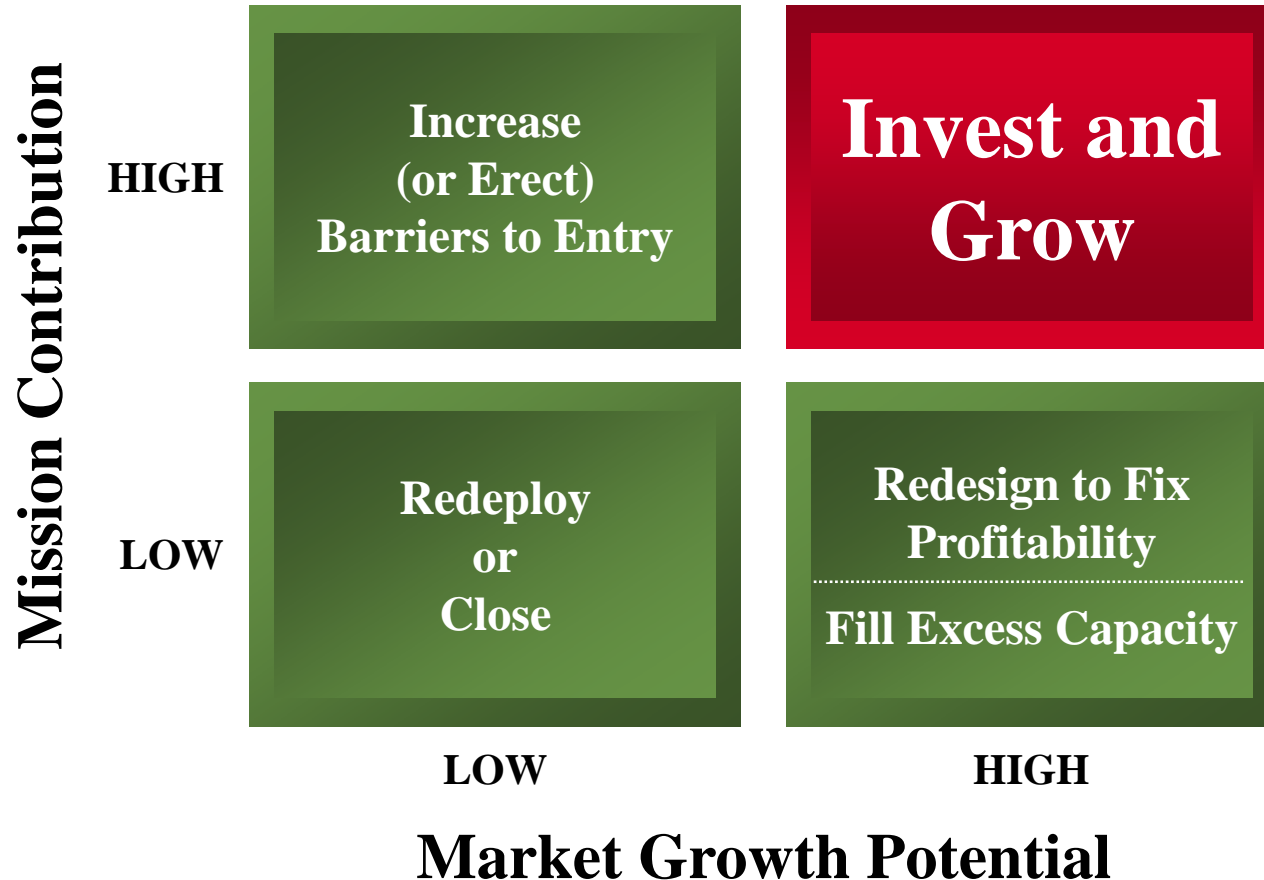 Mission Contribution
HIGH
Increase
(or Erect)
Barriers to Entry
Invest and
Grow
LOW
Redeploy
or
Close
Redesign to Fix
Profitability
Fill Excess Capacity
LOW
HIGH
Market Growth Potential